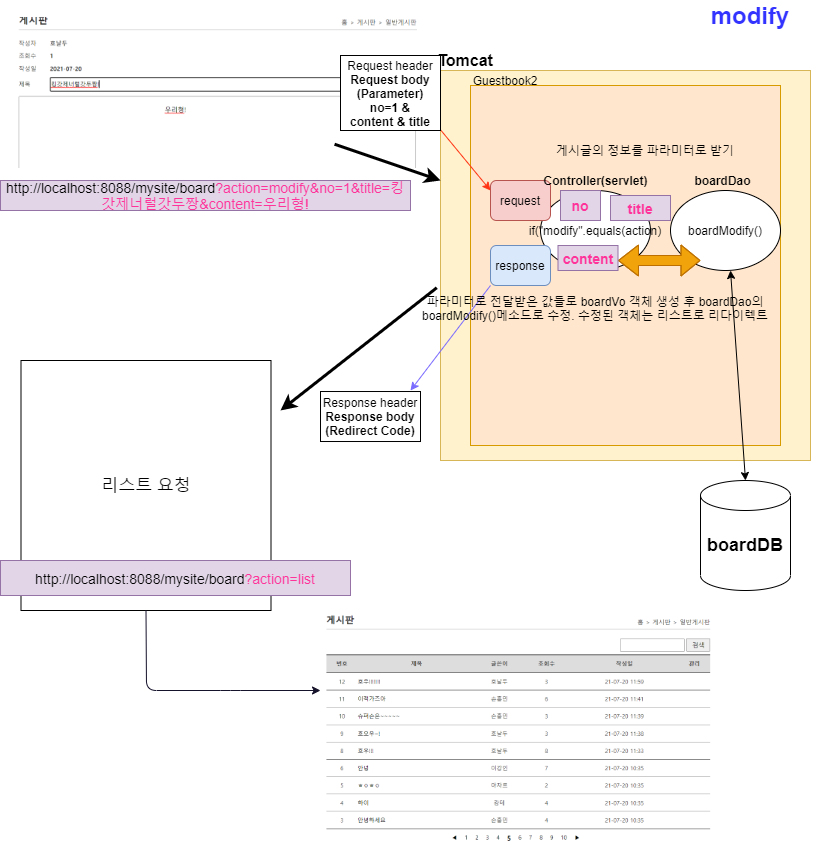 modify
게시판
홈 > 게시판 > 일반게시판
작성자 호날두
조회수 1
작성일 2021-07-20
제목 킹갓제너럴갓두짱!
우리형!
http://localhost:8088/mysite/board?action=modify&no=1&title=킹
갓제너럴갓두짱&content=우리형!
Request header
Request body
(Parameter)
no=1 &
content & title
Tomcat
Guestbook2
게시글의 정보를 파라미터로 받기
Controller(servlet)
boardDao
request
no
title
if("modify".equals(action)
boardModify()
response
content
파라미터로 전달받은 값들로 boardVo 객체 생성 후 boardDao의
boardModify()메소드로 수정. 수정된 객체는 리스트로 리다이렉트
Response header
Response body
(Redirect Code)
boardDB
리스트 요청
http://localhost:8088/mysite/board?action=list
게시판
홈 > 게시판 > 일반게시판
검색
번호 제목 글쓴이 조회수 작성일 관리
12 호날두 3 21-07-20 11:59
11 이적가즈아 손흥민 6 21-07-20 11:41
10 슈퍼손은~~~~~ 손흥민 3 21-07-20 11:39
9 호날두 3 21-07-20 11:38
8 호우!! 호날두 8 21-07-20 11:33
6 안녕 이강인 7 21-07-20 10:35
5 ㅎㅇㅎㅇ 마자르 2 21-07-20 10:35
4 하이 4 21-07-20 10:35
3 안녕하세요 손흥민 4 21-07-20 10:35
◀ 1 2 3 4 5 6 7 8 9 10 ▶